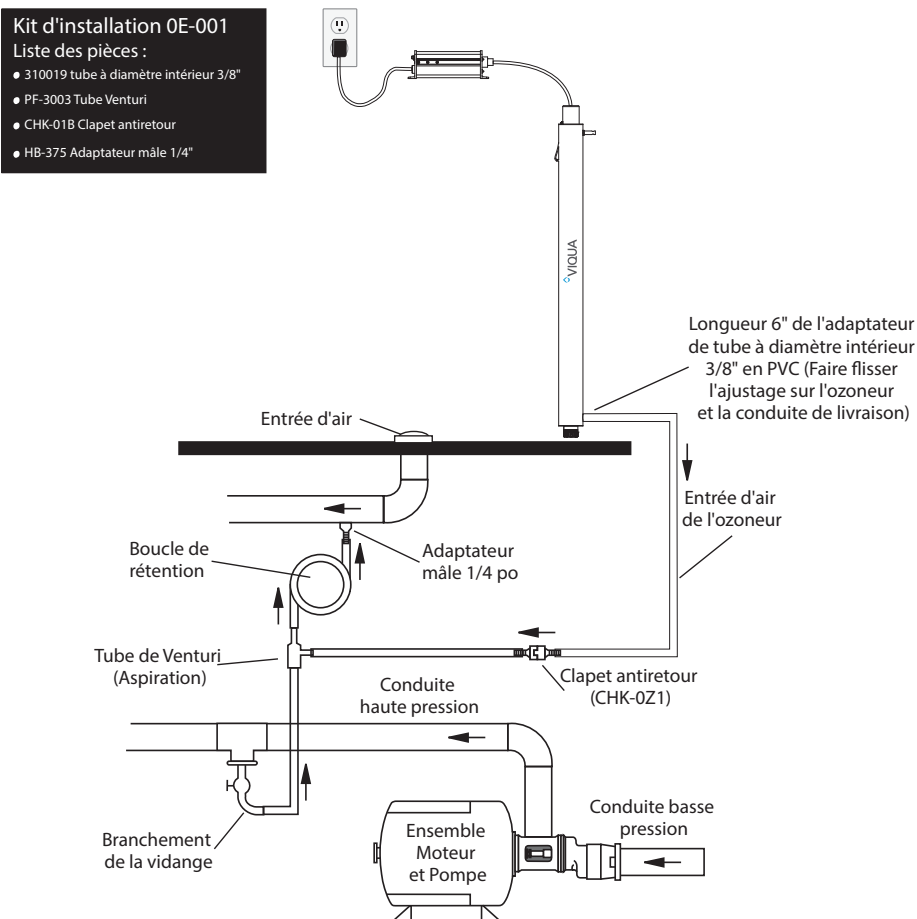 Kit d'installation 0E-001
Liste des pièces :
• 310019 tube à diamètre intérieur 3/8"
• PF-3003 Tube Venturi
• CHK-01B Clapet antiretour
• HB-375 Adaptateur mâle 1/4"
VIQUA
Longueur 6" de l'adaptateur
de tube à diamètre intérieur
3/8" en PVC (Faire flisser
l'ajustage sur l'ozoneur
et la conduite de livraison)
Entrée d'air
Entrée d'air
de l'ozoneur
Boucle de
rétention
Adaptateur
mâle 1/4 po
Tube de Venturi
(Aspiration)
Clapet antiretour
(CHK-0Z1)
Conduite
haute pression
Branchement
de la vidange
Ensemble
Moteur
et Pompe
Conduite basse
pression